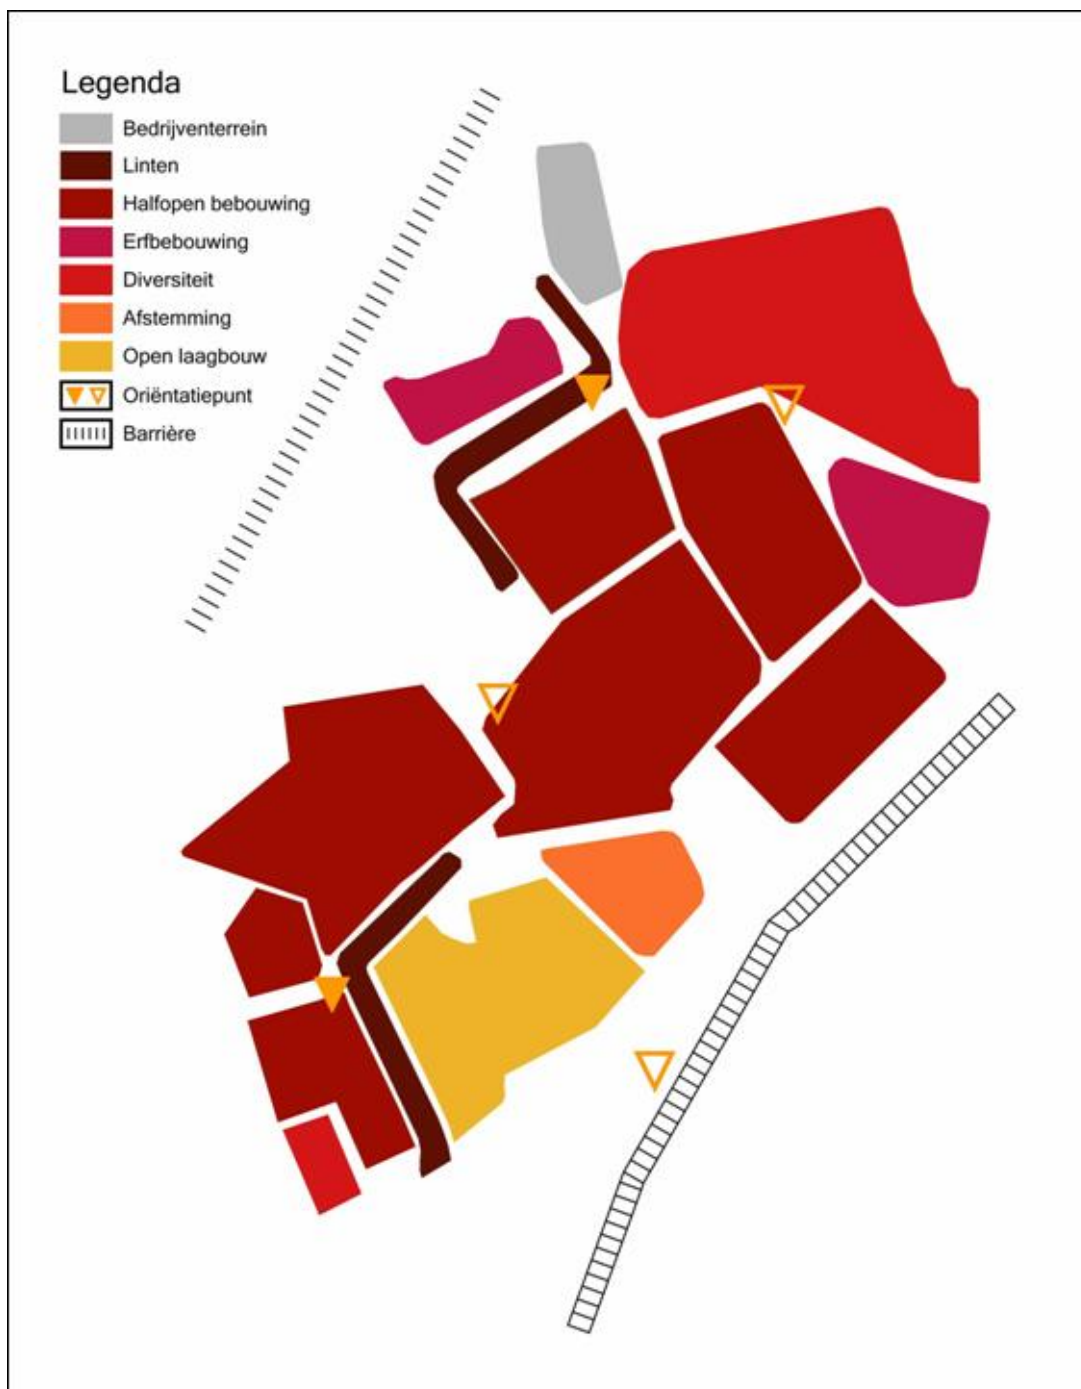 Legenda
Bedrijventerrein
Linten
Halfopen bebouwing
Erfbebouwing
Diversiteit
Afstemming
Open laagbouw
Oriëntatiepunt
Barrière